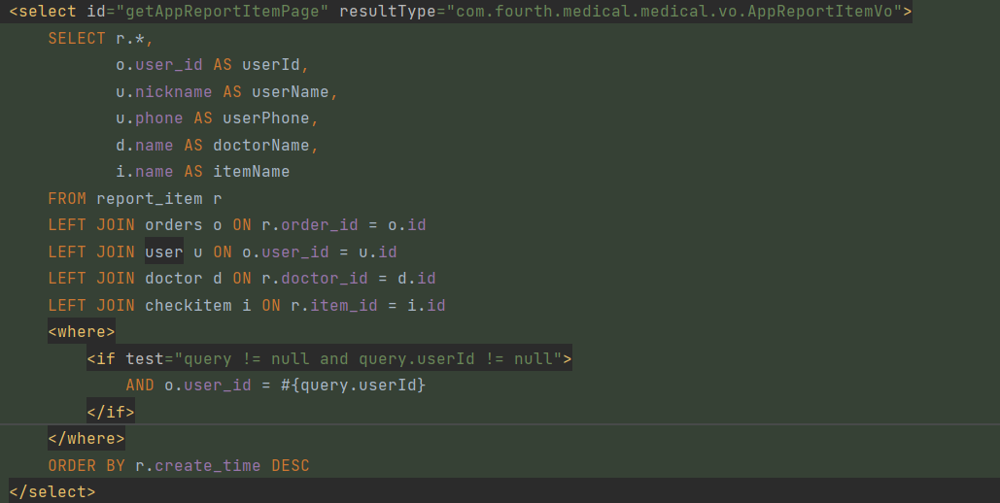 <select id="getAppReportItemPage" resultType="com.fourth.medical.medical.vo.AppReportItemVo">
    SELECT r.*,
           o.user_id AS userId,
           u.nickname AS userName,
           u.phone AS userPhone,
           d.name AS doctorName,
           i.name AS itemName
    FROM report_item r
    LEFT JOIN orders o ON r.order_id = o.id
    LEFT JOIN user u ON o.user_id = u.id
    LEFT JOIN doctor d ON r.doctor_id = d.id
    LEFT JOIN checkitem i ON r.item_id = i.id
    <where>
        <if test="query != null and query.userId != null">
            AND o.user_id = #{query.userId}
        </if>
    </where>
    ORDER BY r.create_time DESC
</select>